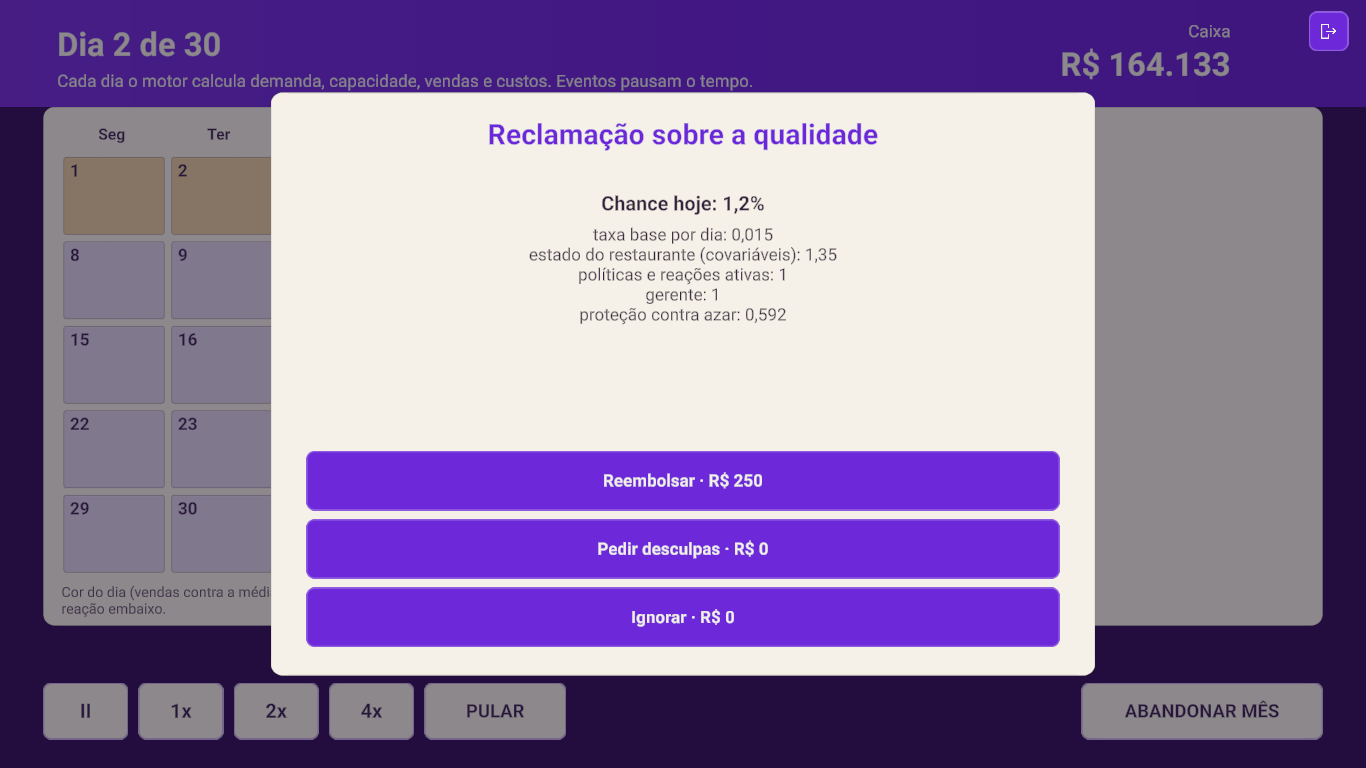 Dia 2 de 30
Cada dia o motor calcula demanda, capacidade, vendas e custos. Eventos pausam o tempo.
Caixa
R$ 164.133
Seg
Ter
1
2
8
9
15
16
22
23
29
30
Cor do dia (vendas contra a médi
reação embaixo.
Reclamação sobre a qualidade
Chance hoje: 1,2%
taxa base por dia: 0,015
estado do restaurante (covariáveis): 1,35
políticas e reações ativas: 1
gerente: 1
proteção contra azar: 0,592
Reembolsar · R$ 250
Pedir desculpas · R$ 0
Ignorar · R$ 0
II
1x
2x
4x
PULAR
ABANDONAR MÊS